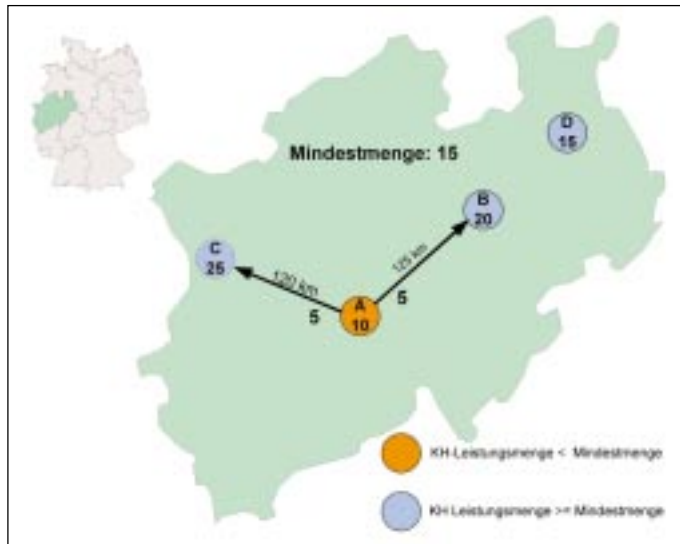 Mindestmenge: 15
D
15
B
20
C
25
120 km
125 km
5
5
A
10
KH-Leistungsmenge < Mindestmenge
KH Leistungsmenge >= Mindestmenge